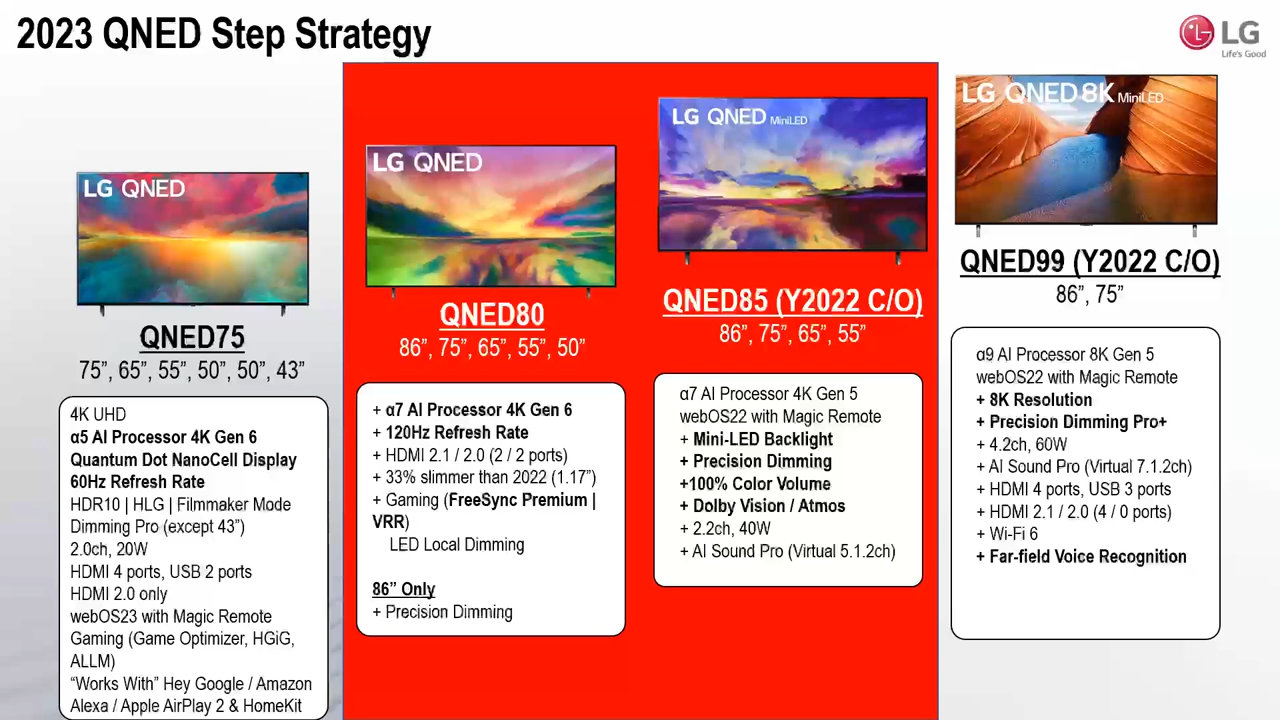 2023 QNED Step Strategy
LG
Life's Good
LG QNED
QNED75
75”, 65”, 55”, 50”, 50”, 43”
4K UHD
α5 AI Processor 4K Gen 6
Quantum Dot NanoCell Display
60Hz Refresh Rate
HDR10 | HLG | Filmmaker Mode
Dimming Pro (except 43”)
2.0ch, 20W
HDMI 4 ports, USB 2 ports
HDMI 2.0 only
webOS23 with Magic Remote
Gaming (Game Optimizer, HGiG,
ALLM)
“Works With” Hey Google / Amazon
Alexa / Apple AirPlay 2 & HomeKit
LG QNED
QNED80
86”, 75”, 65”, 55”, 50”
+ α7 AI Processor 4K Gen 6
+ 120Hz Refresh Rate
+ HDMI 2.1 / 2.0 (2 / 2 ports)
+ 33% slimmer than 2022 (1.17”)
+ Gaming (FreeSync Premium |
VRR)
LED Local Dimming
86” Only
+ Precision Dimming
LG QNED MiniLED
QNED85 (Y2022 C/O)
86”, 75”, 65”, 55”
α7 AI Processor 4K Gen 5
webOS22 with Magic Remote
+ Mini-LED Backlight
+ Precision Dimming
+100% Color Volume
+ Dolby Vision / Atmos
+ 2.2ch, 40W
+ AI Sound Pro (Virtual 5.1.2ch)
LG QNED 8K MiniLED
QNED99 (Y2022 C/O)
86”, 75”
α9 AI Processor 8K Gen 5
webOS22 with Magic Remote
+ 8K Resolution
+ Precision Dimming Pro+
+ 4.2ch, 60W
+ AI Sound Pro (Virtual 7.1.2ch)
+ HDMI 4 ports, USB 3 ports
+ HDMI 2.1 / 2.0 (4 / 0 ports)
+ Wi-Fi 6
+ Far-field Voice Recognition